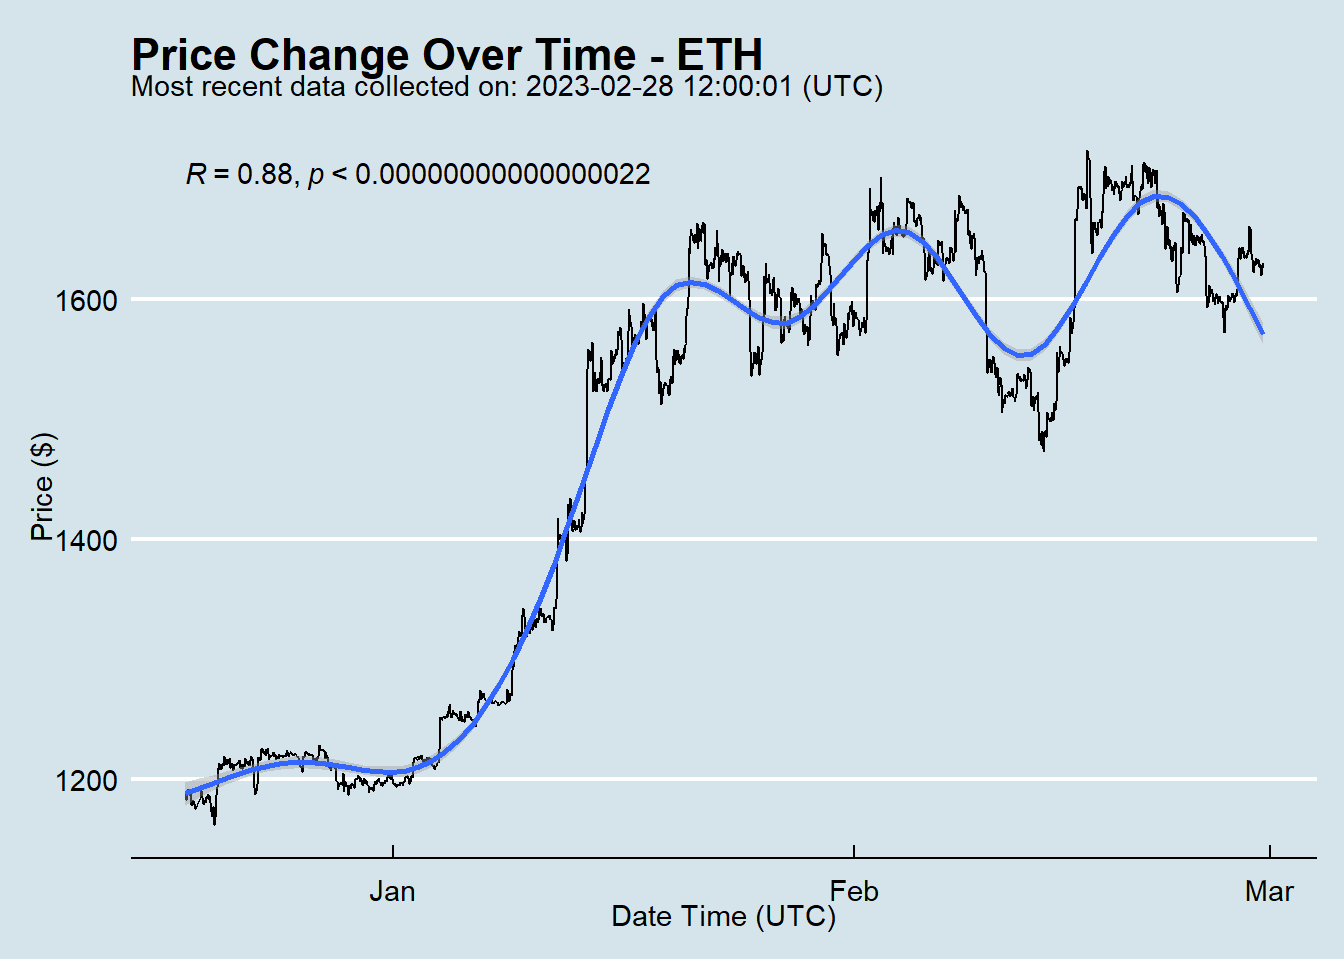 Price Change Over Time - ETH
Most recent data collected on: 2023-02-28 12:00:01 (UTC)
R = 0.88, p < 0.00000000000000022
1600
1400
1200
Price ($)
Jan
Feb
Mar
Date Time (UTC)